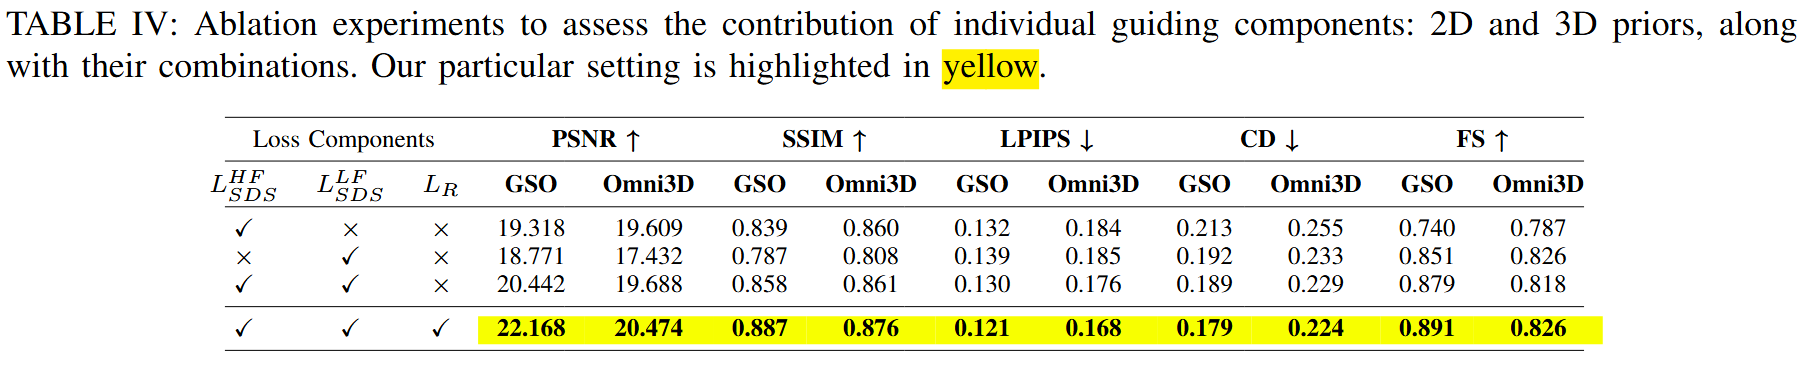 TABLE IV: Ablation experiments to assess the contribution of individual guiding components: 2D and 3D priors, along
with their combinations. Our particular setting is highlighted in yellow.
Loss Components PSNR ↑ SSIM ↑ LPIPS ↓ CD ↓ FS ↑
L_{SDS}^{HF} L_{SDS}^{LF} L_R GSO Omni3D GSO Omni3D GSO Omni3D GSO Omni3D GSO Omni3D
✓ × × 19.318 19.609 0.839 0.860 0.132 0.184 0.213 0.255 0.740 0.787
× ✓ × 18.771 17.432 0.787 0.808 0.139 0.185 0.192 0.233 0.851 0.826
✓ ✓ × 20.442 19.688 0.858 0.861 0.130 0.176 0.189 0.229 0.879 0.818
✓ ✓ ✓ 22.168 20.474 0.887 0.876 0.121 0.168 0.179 0.224 0.891 0.826